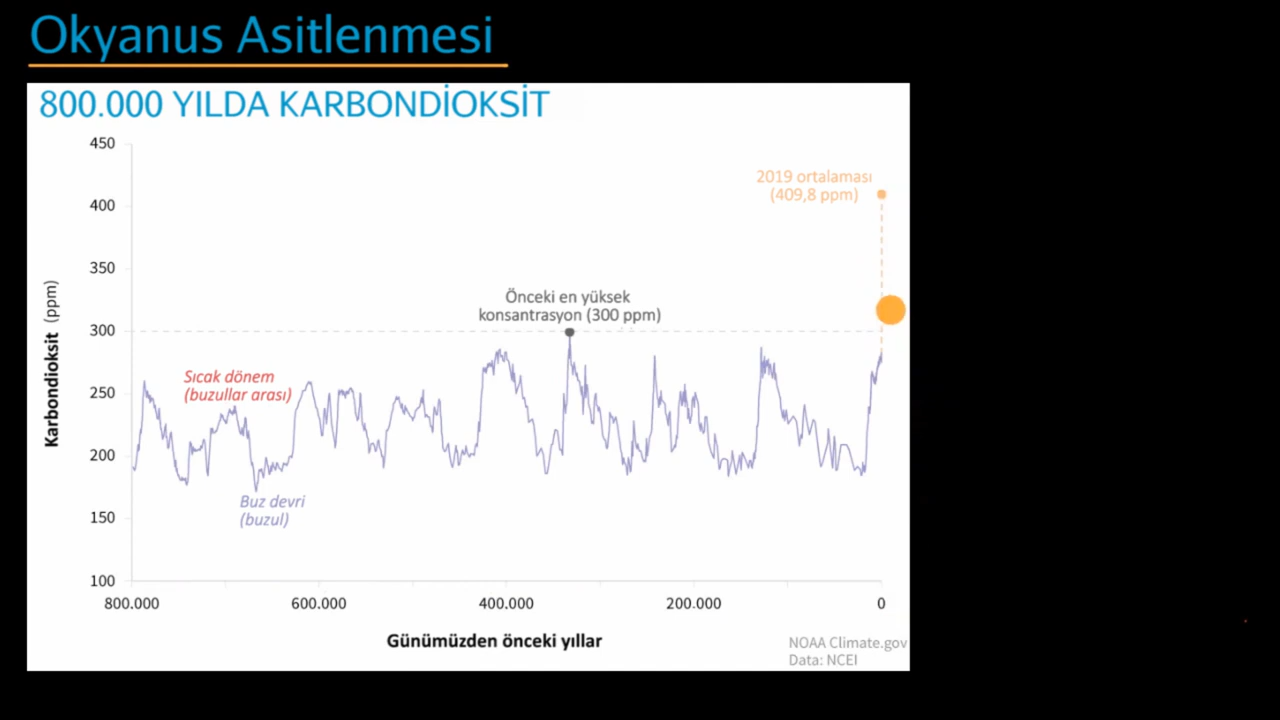 Okyanus Asitlenmesi
800.000 YILDA KARBONDİOKSİT
450
400
350
300
250
200
150
100
Karbondioksit (ppm)
2019 ortalaması
(409,8 ppm)
Önceki en yüksek
konsantrasyon (300 ppm)
Sıcak dönem
(buzullar arası)
Buz devri
(buzul)
800.000 600.000 400.000 200.000 0
Günümüzden önceki yıllar
NOAA Climate.gov
Data: NCEI